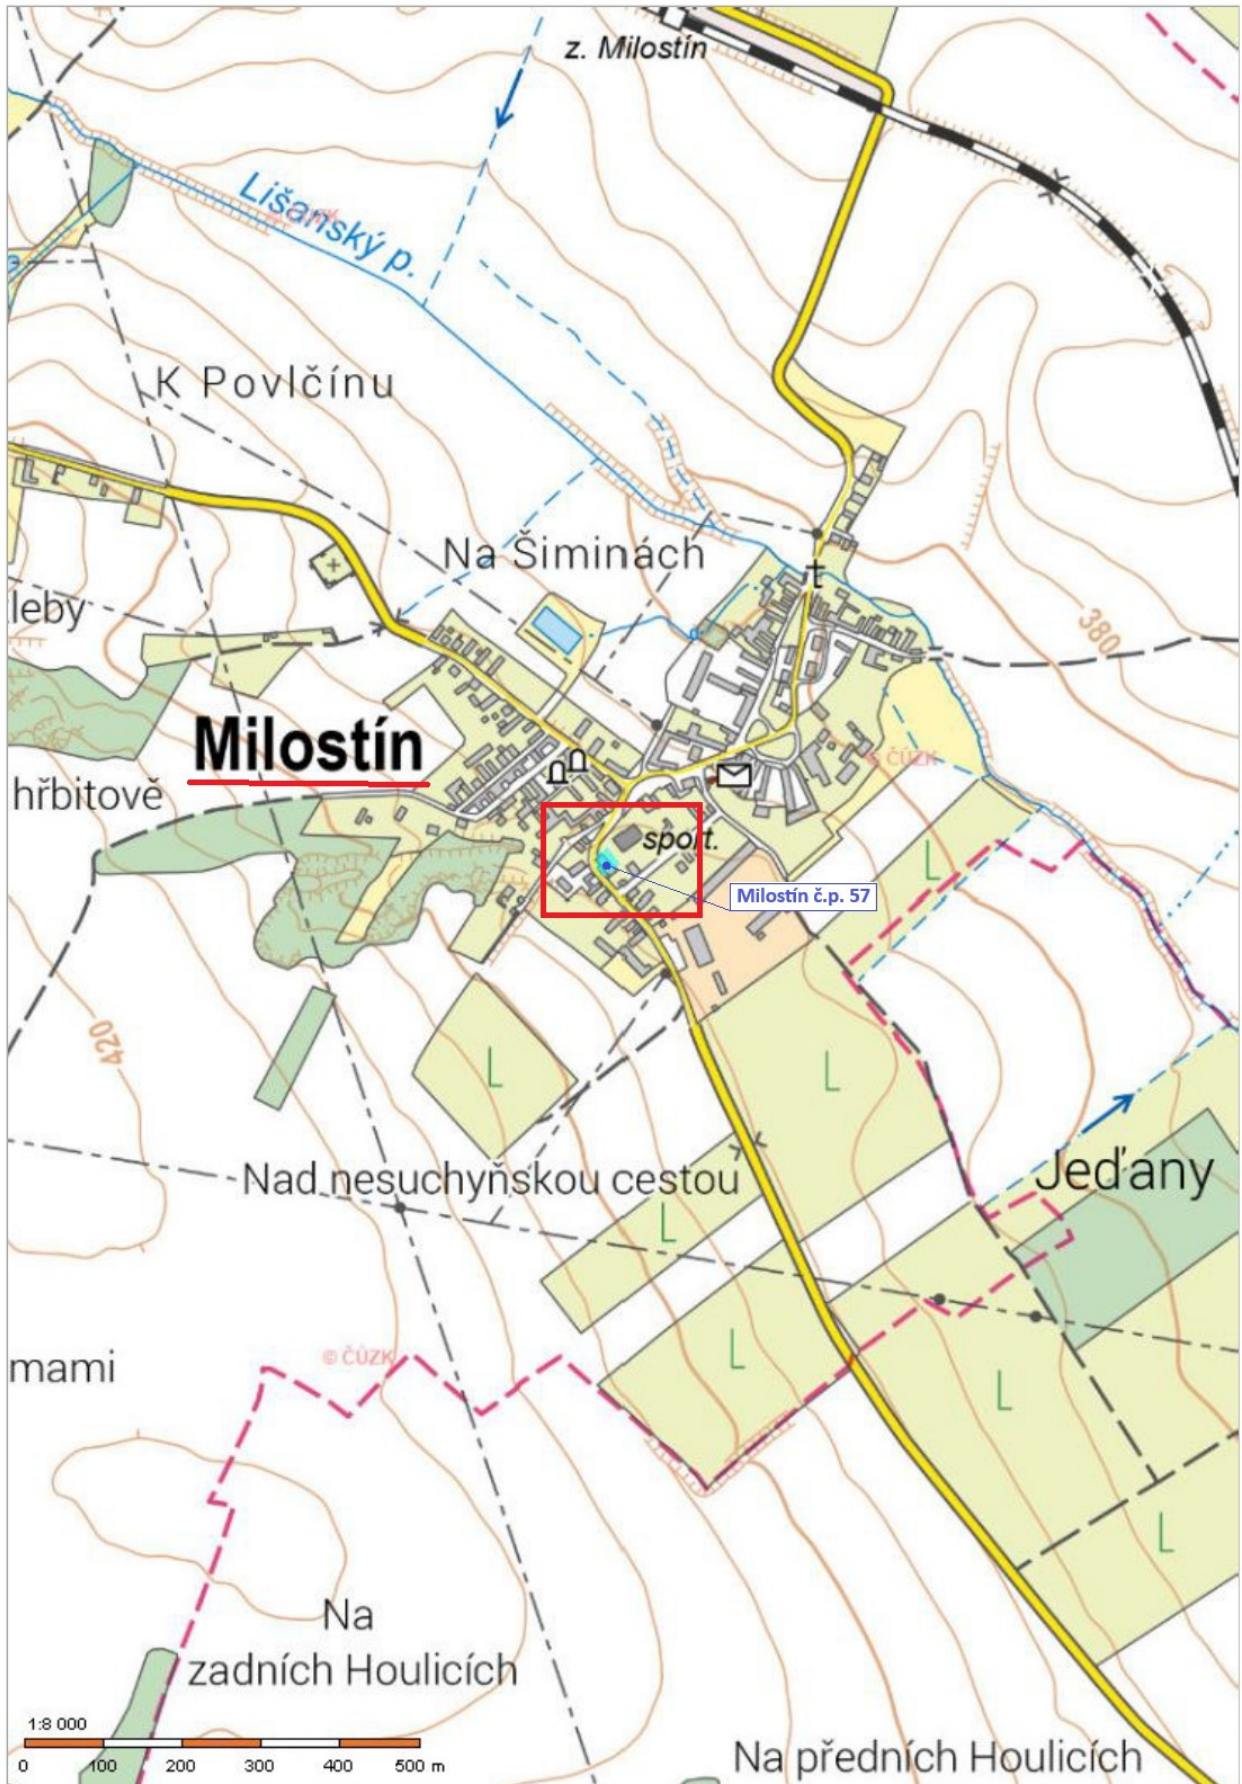 z. Milostín
Lišanský p.
© ČÚZK
K Povlčínu
Na Šiminách
leby
380
Milostín
© ČÚZK
hřbitově
sport.
Milostín č.p. 57
L
420
L
L
Jeďany
Nad nesuchyňskou cestou
L
© ČÚZK
mami
L
L
L
Na
zadních Houlicích
1:8 000
0 100 200 300 400 500 m
Na předních Houlicích